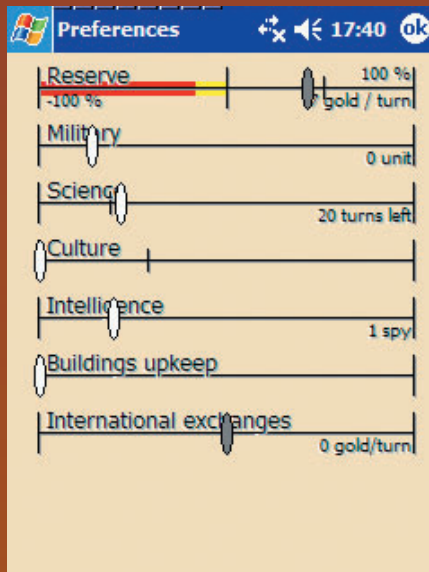 Preferences 17:40 ok
Reserve 100 %
-100 % gold / turn
Military
0 unit
Science
20 turns left
Culture
Intelligence
1 spy
Buildings upkeep
International exchanges
0 gold/turn